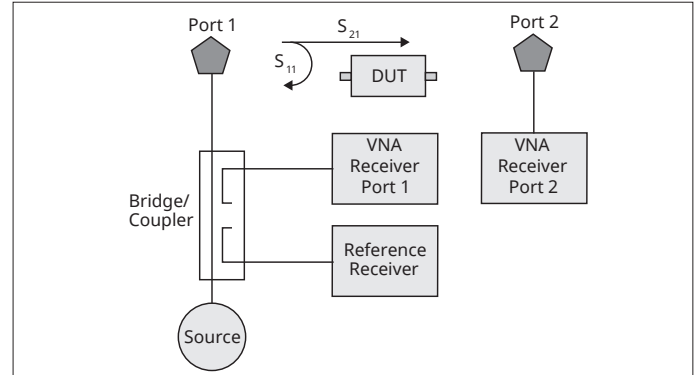 Port 1
S21
Port 2
S11
DUT
VNA
Receiver
Port 1
VNA
Receiver
Port 2
Bridge/
Coupler
Reference
Receiver
Source